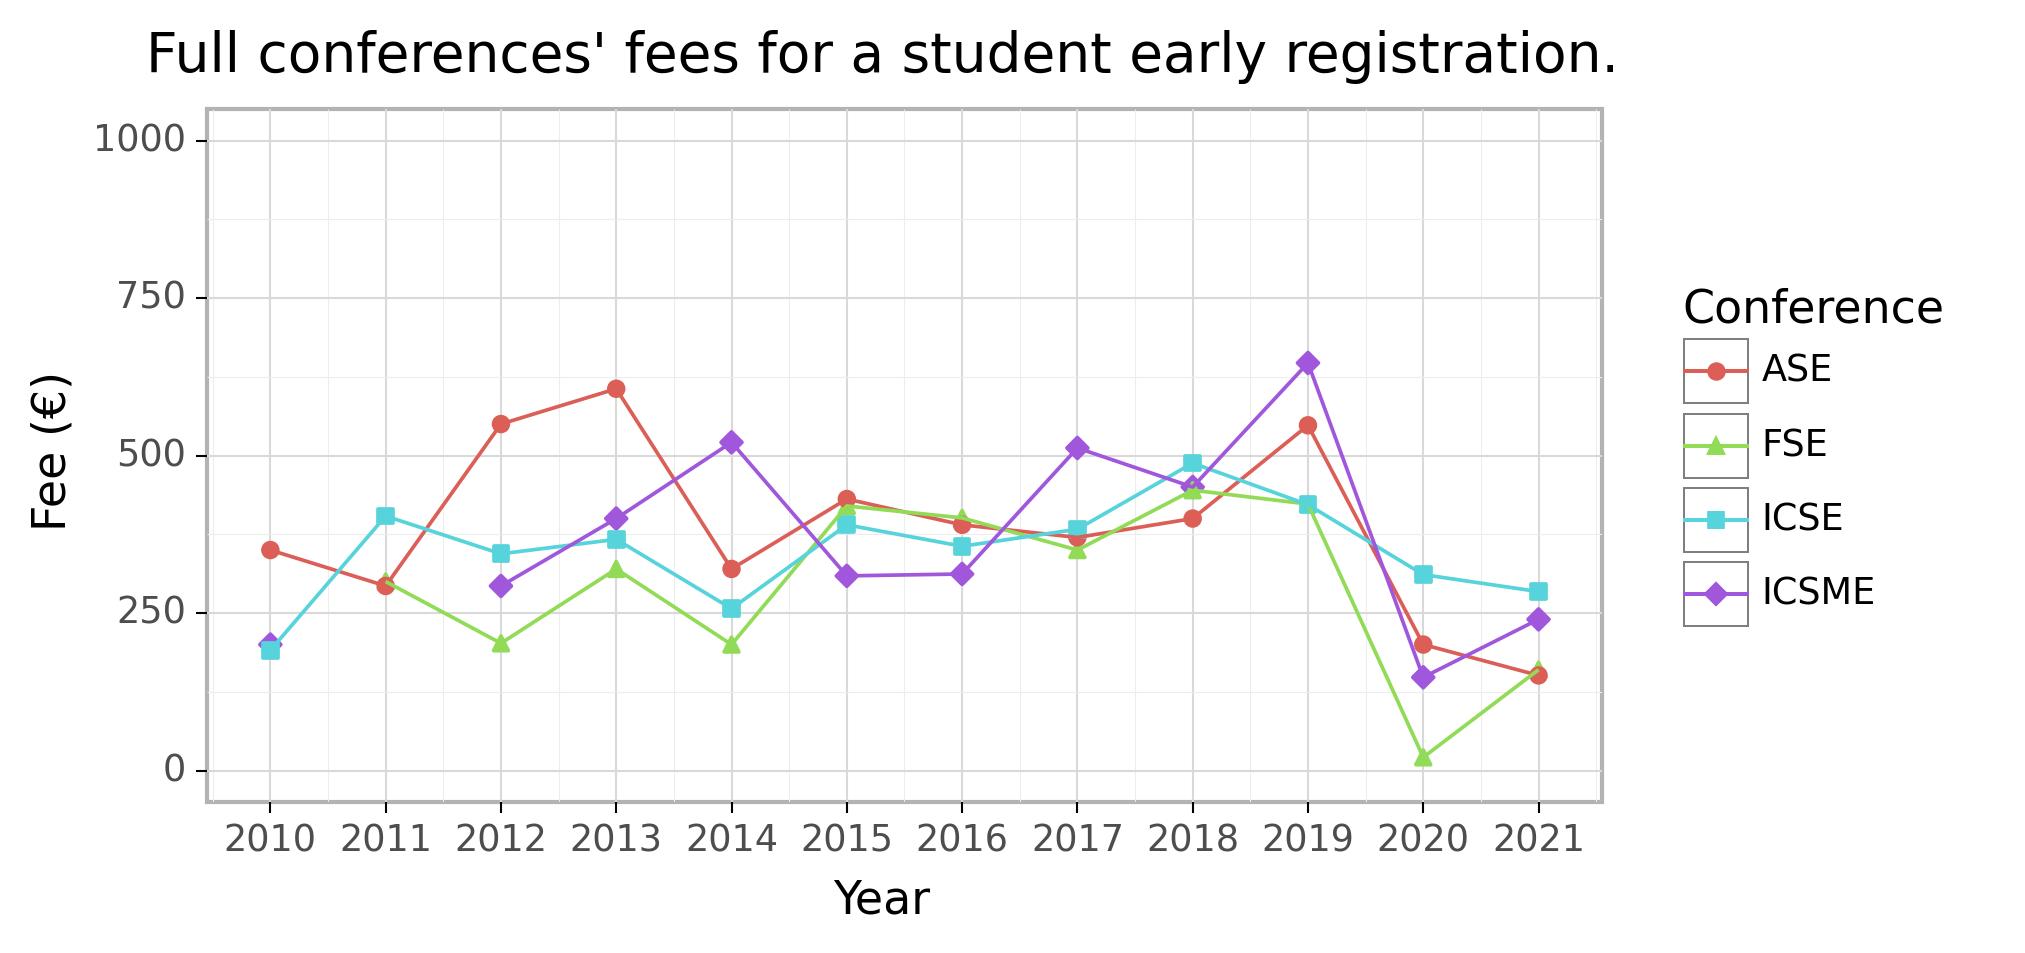 Full conferences' fees for a student early registration.
1000
750
500
250
0
Fee (€)
2010 2011 2012 2013 2014 2015 2016 2017 2018 2019 2020 2021
Year
Conference
ASE
FSE
ICSE
ICSME